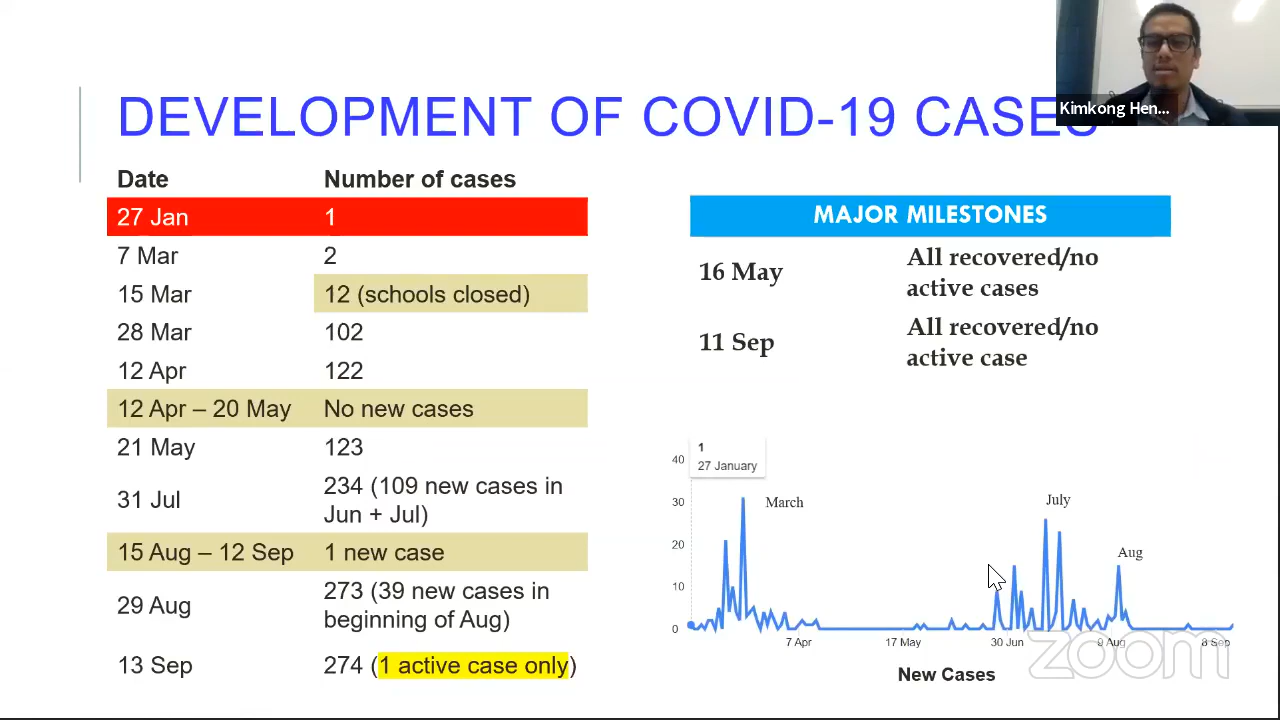 Kimkong Hen...
DEVELOPMENT OF COVID-19 CASES
Date Number of cases
27 Jan 1
7 Mar 2
15 Mar 12 (schools closed)
28 Mar 102
12 Apr 122
12 Apr – 20 May No new cases
21 May 123
31 Jul 234 (109 new cases in
Jun + Jul)
15 Aug – 12 Sep 1 new case
29 Aug 273 (39 new cases in
beginning of Aug)
13 Sep 274 (1 active case only)
MAJOR MILESTONES
16 May All recovered/no
active cases
11 Sep All recovered/no
active case
1
27 January
40
30
20
10
0
March
July
Aug
7 Apr 17 May 30 Jun 9 Aug 8 Sep
New Cases
zoom